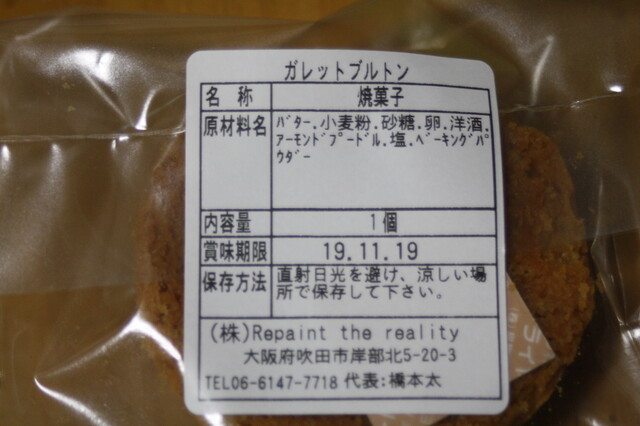 ガレットブルトン
名 称 焼菓子
原材料名 ﾊﾞﾀｰ.小麦粉.砂糖.卵.洋酒.
ｱｰﾓﾝﾄﾞﾌﾟｰﾄﾞﾙ.塩.ﾍﾞｰｷﾝｸﾞﾊﾟ
ｳﾀﾞｰ
内容量 1個
賞味期限 19.11.19
保存方法 直射日光を避け、涼しい場
所で保存して下さい。
(株)Repaint the reality
大阪府吹田市岸部北5-20-3
TEL06-6147-7718 代表:橋本太